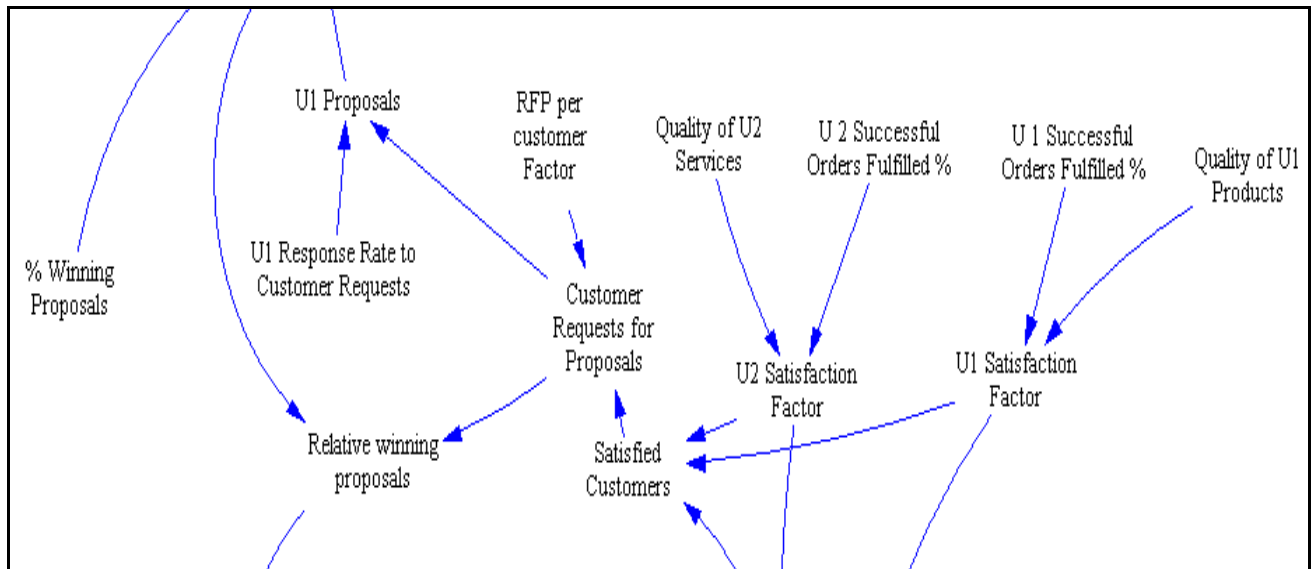 U1 Proposals
RFP per
customer
Factor
Quality of U2
Services
U 2 Successful
Orders Fulfilled %
U 1 Successful
Orders Fulfilled %
Quality of U1
Products
% Winning
Proposals
U1 Response Rate to
Customer Requests
Customer
Requests for
Proposals
U2 Satisfaction
Factor
U1 Satisfaction
Factor
Relative winning
proposals
Satisfied
Customers